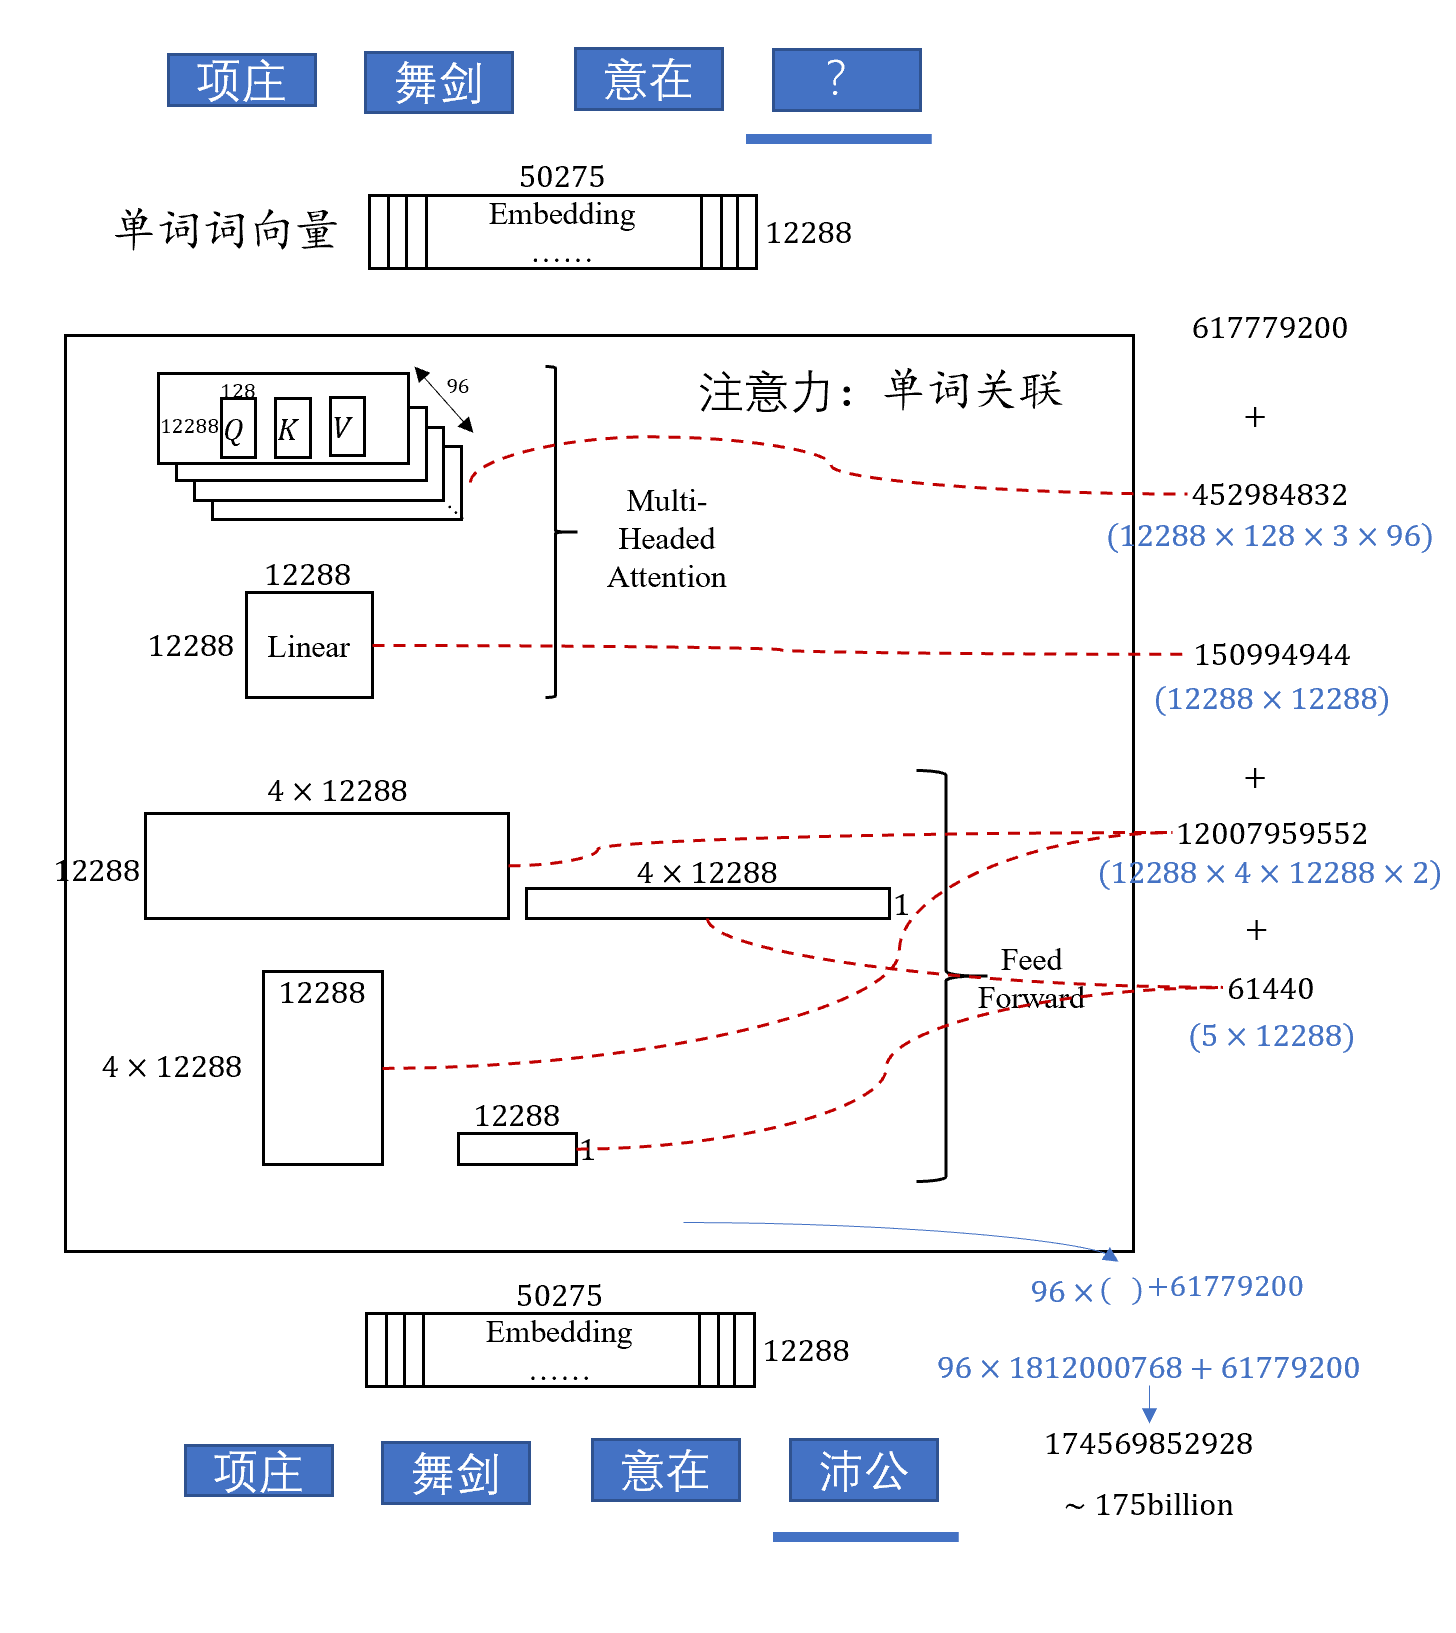 项庄 舞剑 意在 ？
50275
单词词向量 Embedding 12288
......
617779200
注意力：单词关联
96
128
12288 Q K V
+
...
452984832
(12288 × 128 × 3 × 96)
Multi-
Headed
Attention
12288
12288 Linear
150994944
(12288 × 12288)
+
4 × 12288
12007959552
12288
4 × 12288
(12288 × 4 × 12288 × 2)
1
+
Feed
Forward
12288
61440
(5 × 12288)
4 × 12288
12288
1
96 × ( ) +61779200
50275
Embedding 12288
......
96 × 1812000768 + 61779200
174569852928
项庄 舞剑 意在 沛公
~ 175billion